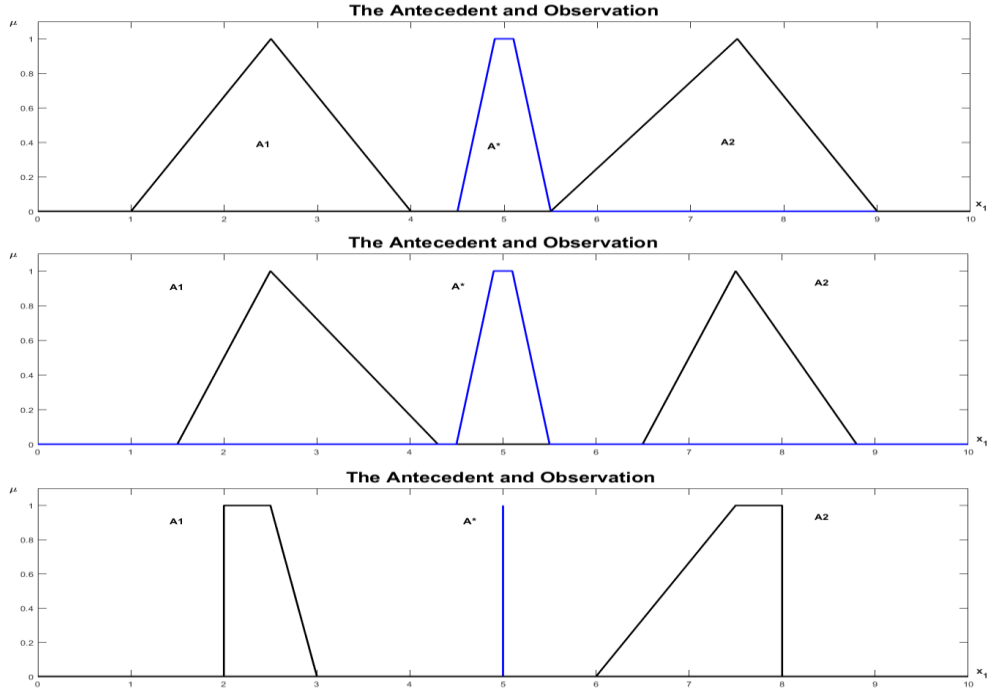 The Antecedent and Observation
μ
1
0.8
0.6
0.4
0.2
0
A1
A*
A2
0 1 2 3 4 5 6 7 8 9 10
x1
The Antecedent and Observation
μ
1
0.8
0.6
0.4
0.2
0
A1
A*
A2
0 1 2 3 4 5 6 7 8 9 10
x1
The Antecedent and Observation
μ
1
0.8
0.6
0.4
0.2
0
A1
A*
A2
0 1 2 3 4 5 6 7 8 9 10
x1